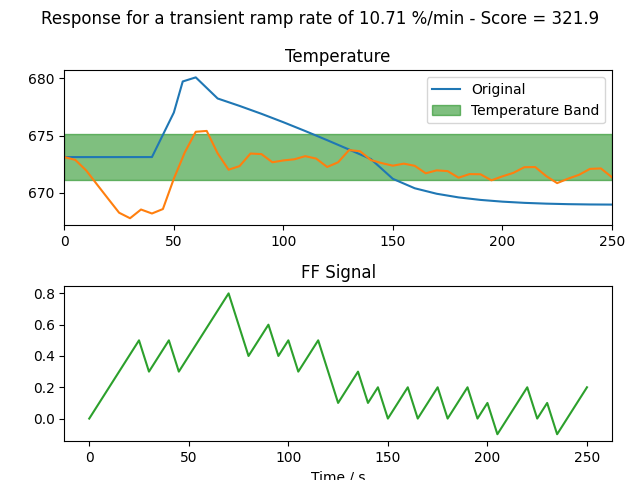 Response for a transient ramp rate of 10.71 %/min - Score = 321.9
Temperature
Original
Temperature Band
680
675
670
0 50 100 150 200 250
FF Signal
0.8
0.6
0.4
0.2
0.0
0 50 100 150 200 250
Time / s